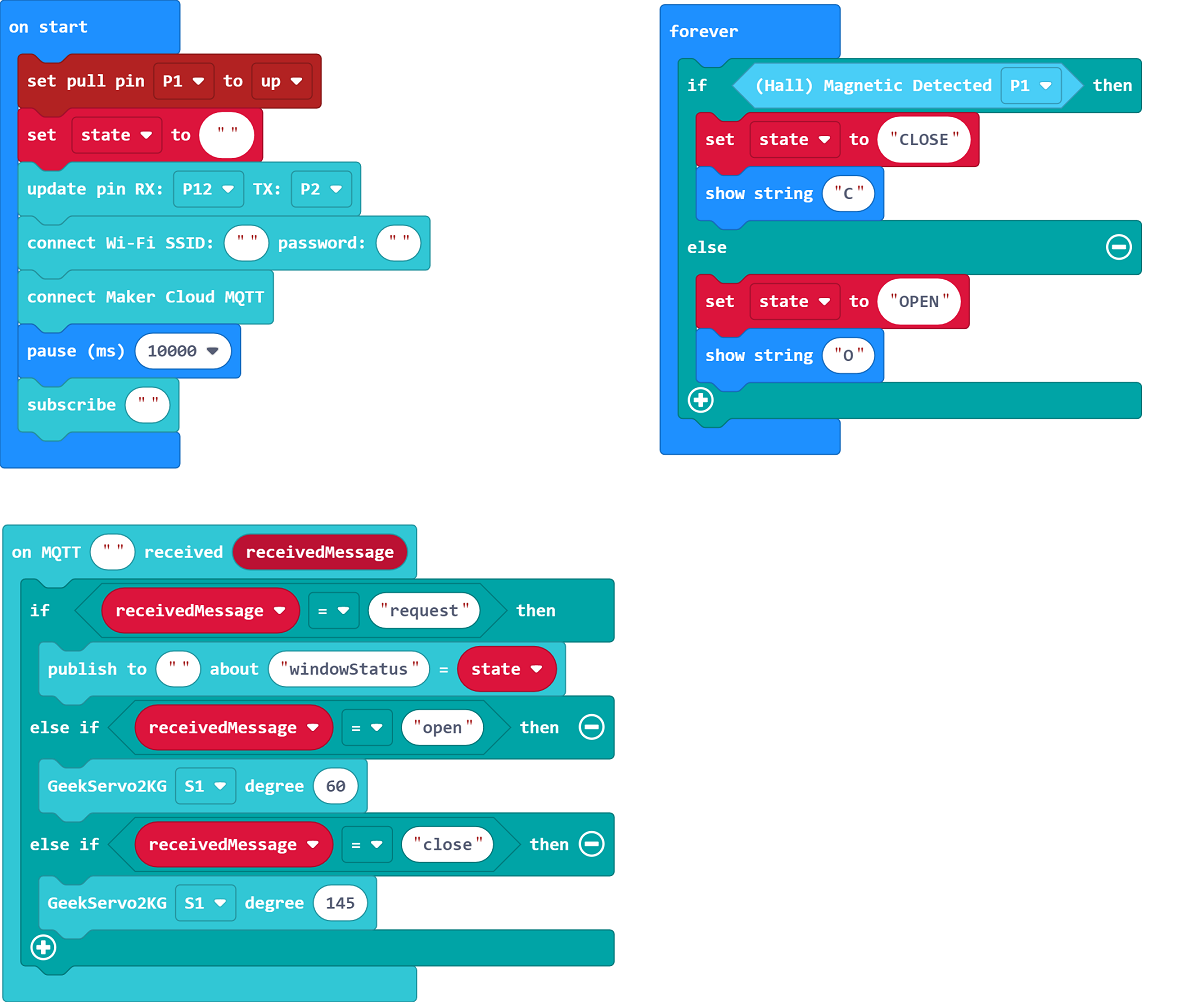 on start
set pull pin P1 to up
set state to " "
update pin RX: P12 TX: P2
connect Wi-Fi SSID: " " password: " "
connect Maker Cloud MQTT
pause (ms) 10000
subscribe " "
forever
if (Hall) Magnetic Detected P1 then
set state to "CLOSE"
show string "C"
else
set state to "OPEN"
show string "O"
on MQTT " " received receivedMessage
if receivedMessage = "request" then
publish to " " about "windowStatus" = state
else if receivedMessage = "open" then
GeekServo2KG S1 degree 60
else if receivedMessage = "close" then
GeekServo2KG S1 degree 145